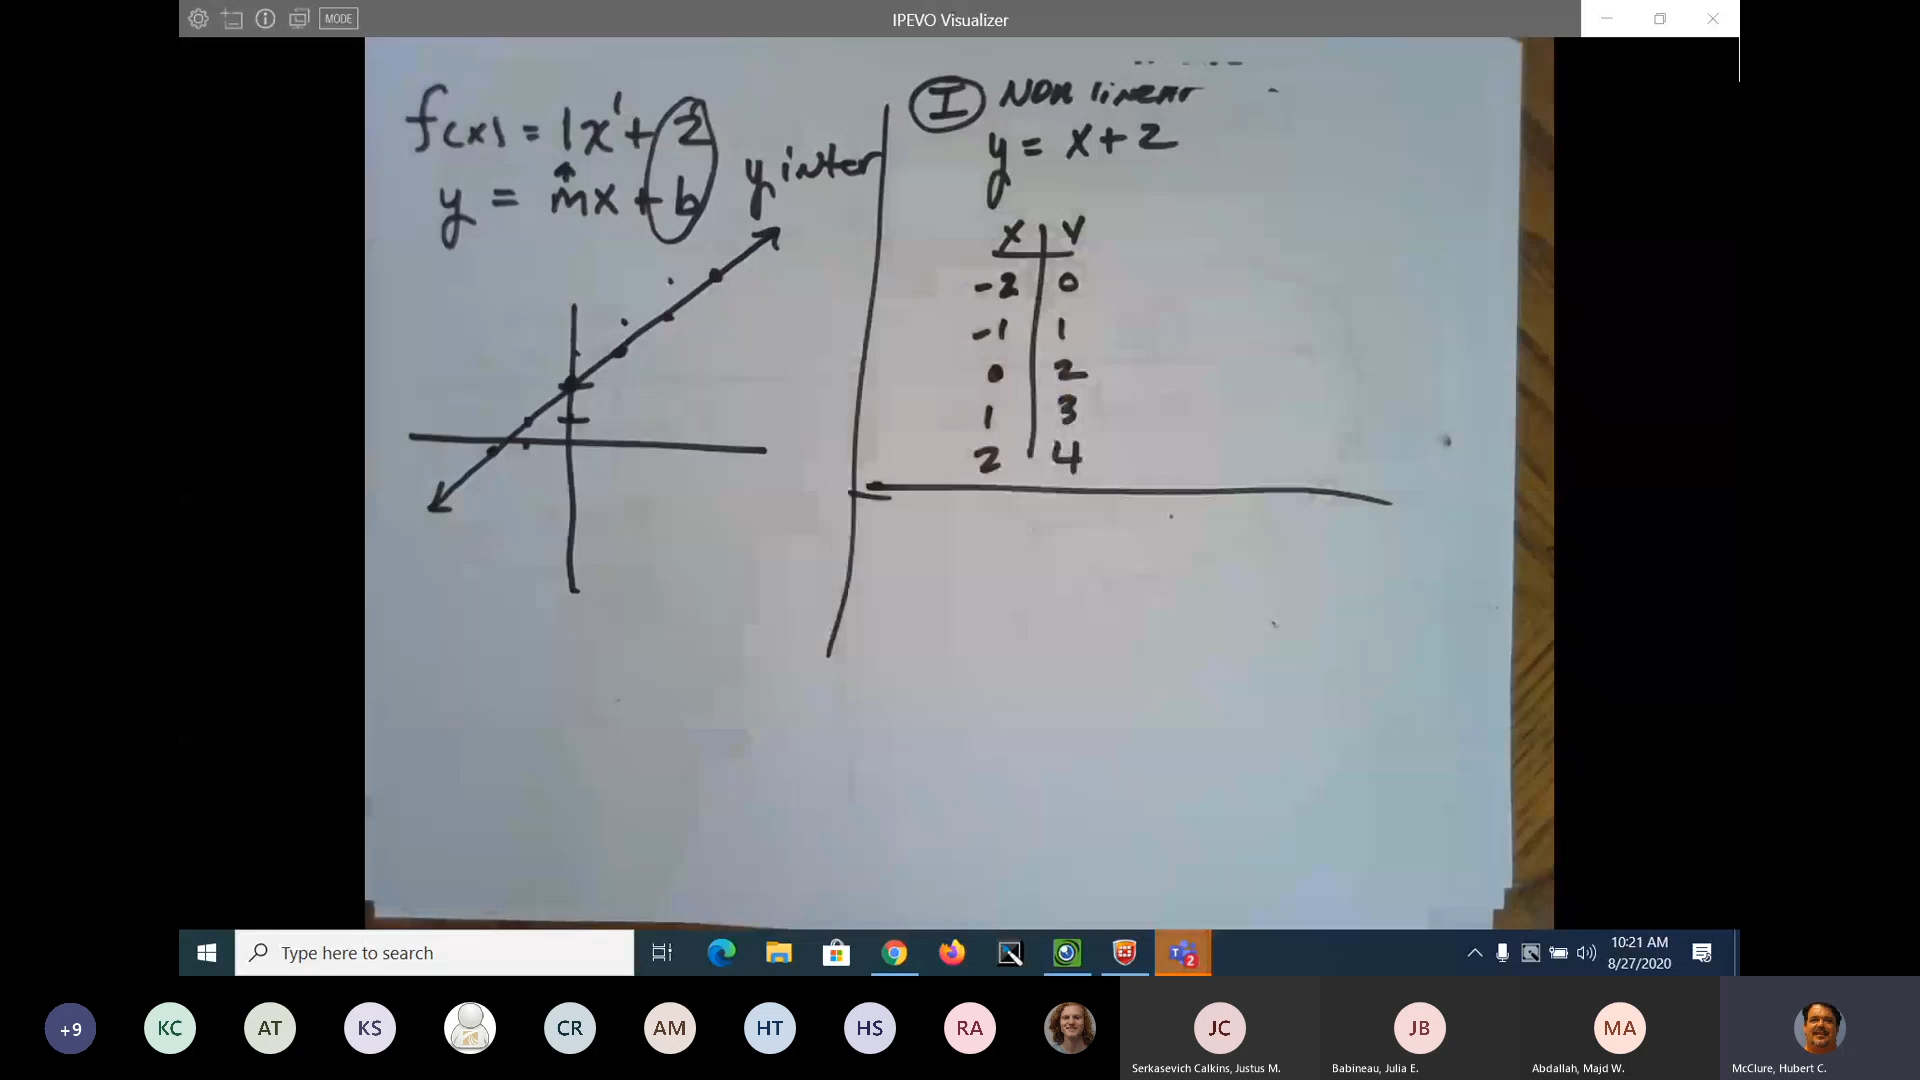 IPEVO Visualizer
MODE
f(x) = 1x¹ + 2
y = mx + b
y inter
I Non linear
y = x + 2
x y
-2 0
-1 1
0 2
1 3
2 4
Type here to search
2
10:21 AM
8/27/2020
+9
KC
AT
KS
CR
AM
HT
HS
RA
JC
JB
MA
Serkasevich Calkins, Justus M.
Babineau, Julia E.
Abdallah, Majd W.
McClure, Hubert C.